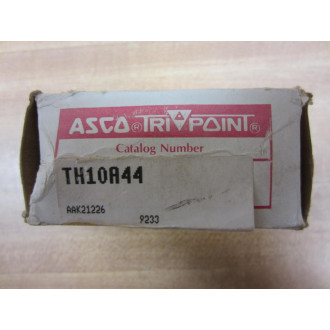 ASCO® TRI POINT®
Catalog Number
TH10A44
AAK21226
9233